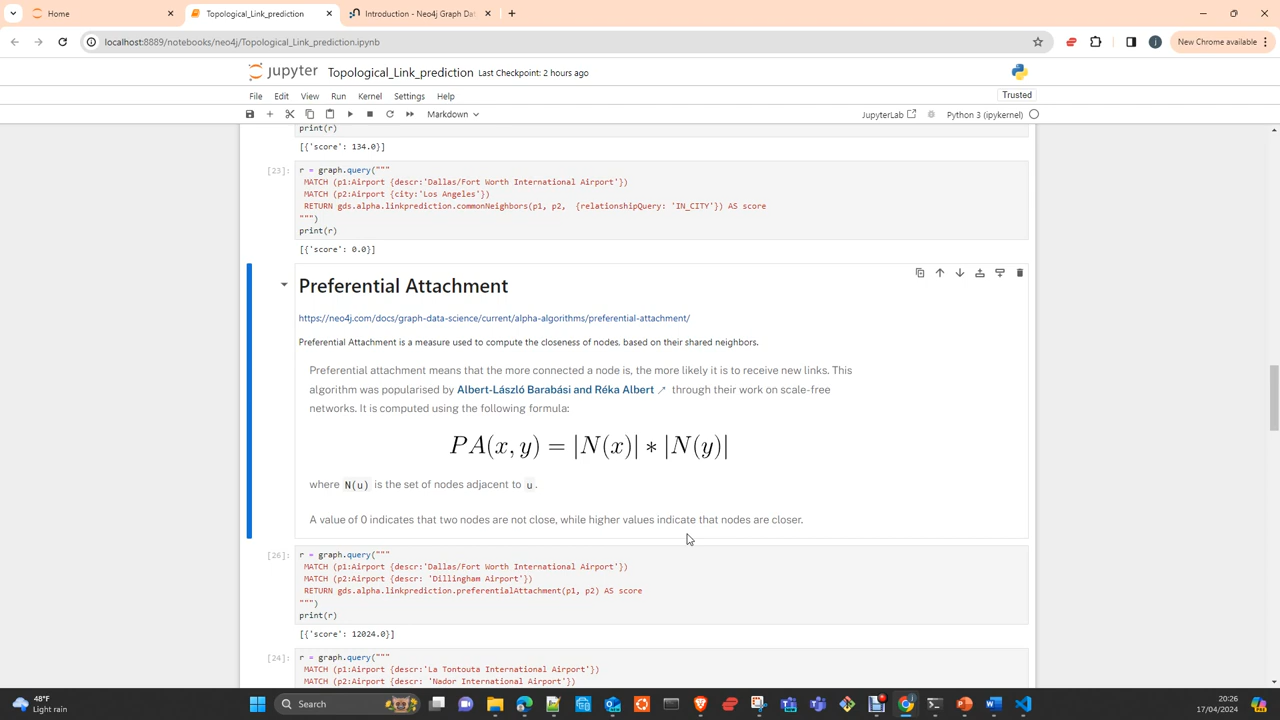 Home
Topological_Link_prediction
Introduction - Neo4j Graph Da
localhost:8889/notebooks/neo4j/Topological_Link_prediction.ipynb
New Chrome available
jupyter Topological_Link_prediction Last Checkpoint: 2 hours ago
File Edit View Run Kernel Settings Help
Trusted
Markdown
JupyterLab
Python 3 (ipykernel)
print(r)
[{'score': 134.0}]
[23]:
r = graph.query("""
MATCH (p1:Airport {descr:'Dallas/Fort Worth International Airport'})
MATCH (p2:Airport {city:'Los Angeles'})
RETURN gds.alpha.linkprediction.commonNeighbors(p1, p2,  {relationshipQuery: 'IN_CITY'}) AS score
""")
print(r)
[{'score': 0.0}]
Preferential Attachment
https://neo4j.com/docs/graph-data-science/current/alpha-algorithms/preferential-attachment/
Preferential Attachment is a measure used to compute the closeness of nodes, based on their shared neighbors.
Preferential attachment means that the more connected a node is, the more likely it is to receive new links. This
algorithm was popularised by Albert-László Barabási and Réka Albert ↗ through their work on scale-free
networks. It is computed using the following formula:
PA(x, y) = |N(x)| * |N(y)|
where N(u) is the set of nodes adjacent to u.
A value of 0 indicates that two nodes are not close, while higher values indicate that nodes are closer.
[26]:
r = graph.query("""
MATCH (p1:Airport {descr:'Dallas/Fort Worth International Airport'})
MATCH (p2:Airport {descr: 'Dillingham Airport'})
RETURN gds.alpha.linkprediction.preferentialAttachment(p1, p2) AS score
""")
print(r)
[{'score': 12024.0}]
[24]:
r = graph.query("""
MATCH (p1:Airport {descr:'La Tontouta International Airport'})
MATCH (p2:Airport {descr: 'Nador International Airport'})
48°F
Light rain
Search
20:26
17/04/2024